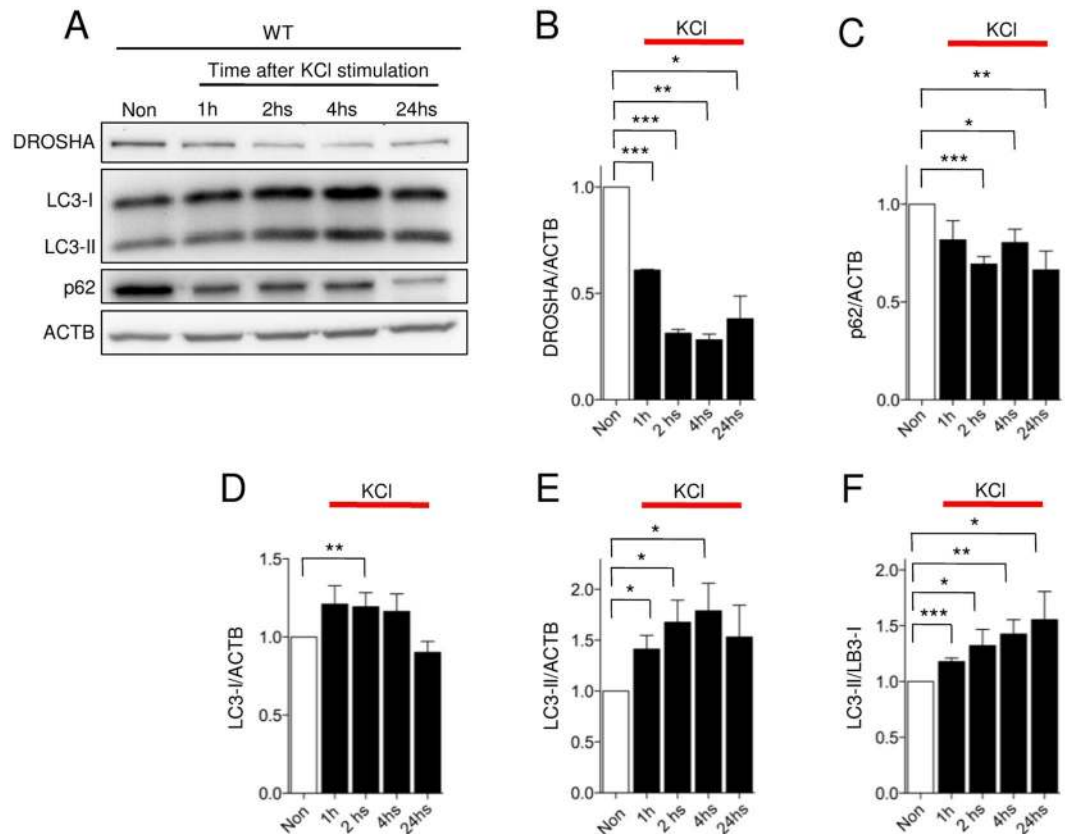 A
WT
Time after KCl stimulation
Non 1h 2hs 4hs 24hs
DROSHA
LC3-I
LC3-II
p62
ACTB
B
KCl
*
**
***
***
DROSHA/ACTB
1.0
0.5
0.0
Non 1h 2 hs 4hs 24hs
C
KCl
**
*
***
p62/ACTB
1.0
0.5
0.0
Non 1h 2 hs 4hs 24hs
D
KCl
**
LC3-I/ACTB
1.5
1.0
0.5
0.0
Non 1h 2 hs 4hs 24hs
E
KCl
*
*
*
LC3-II/ACTB
2.0
1.5
1.0
0.5
0.0
Non 1h 2 hs 4hs 24hs
F
KCl
*
**
*
***
LC3-II/LB3-I
2.0
1.5
1.0
0.5
0.0
Non 1h 2 hs 4hs 24hs